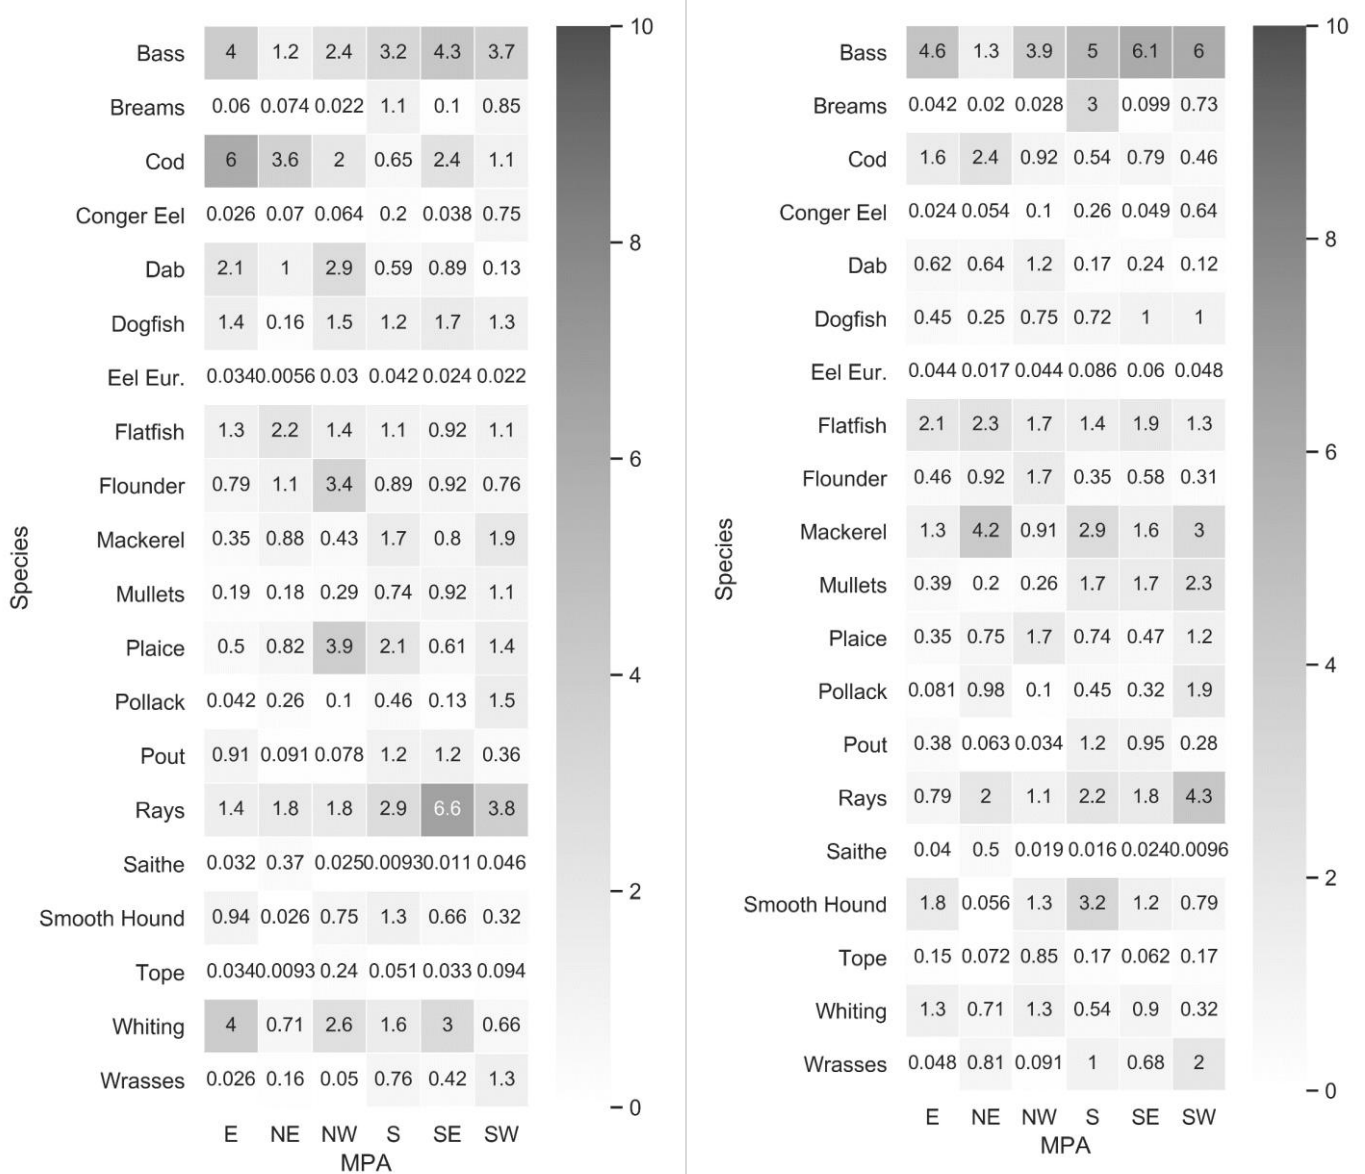 Bass 4 1.2 2.4 3.2 4.3 3.7
Breams 0.06 0.074 0.022 1.1 0.1 0.85
Cod 6 3.6 2 0.65 2.4 1.1
Conger Eel 0.026 0.07 0.064 0.2 0.038 0.75
Dab 2.1 1 2.9 0.59 0.89 0.13
Dogfish 1.4 0.16 1.5 1.2 1.7 1.3
Eel Eur. 0.034 0.0056 0.03 0.042 0.024 0.022
Flatfish 1.3 2.2 1.4 1.1 0.92 1.1
Flounder 0.79 1.1 3.4 0.89 0.92 0.76
Mackerel 0.35 0.88 0.43 1.7 0.8 1.9
Mullets 0.19 0.18 0.29 0.74 0.92 1.1
Plaice 0.5 0.82 3.9 2.1 0.61 1.4
Pollack 0.042 0.26 0.1 0.46 0.13 1.5
Pout 0.91 0.091 0.078 1.2 1.2 0.36
Rays 1.4 1.8 1.8 2.9 6.6 3.8
Saithe 0.032 0.37 0.025 0.0093 0.011 0.046
Smooth Hound 0.94 0.026 0.75 1.3 0.66 0.32
Tope 0.034 0.0093 0.24 0.051 0.033 0.094
Whiting 4 0.71 2.6 1.6 3 0.66
Wrasses 0.026 0.16 0.05 0.76 0.42 1.3
E NE NW S SE SW
MPA
Species
10
8
6
4
2
0
Bass 4.6 1.3 3.9 5 6.1 6
Breams 0.042 0.02 0.028 3 0.099 0.73
Cod 1.6 2.4 0.92 0.54 0.79 0.46
Conger Eel 0.024 0.054 0.1 0.26 0.049 0.64
Dab 0.62 0.64 1.2 0.17 0.24 0.12
Dogfish 0.45 0.25 0.75 0.72 1 1
Eel Eur. 0.044 0.017 0.044 0.086 0.06 0.048
Flatfish 2.1 2.3 1.7 1.4 1.9 1.3
Flounder 0.46 0.92 1.7 0.35 0.58 0.31
Mackerel 1.3 4.2 0.91 2.9 1.6 3
Mullets 0.39 0.2 0.26 1.7 1.7 2.3
Plaice 0.35 0.75 1.7 0.74 0.47 1.2
Pollack 0.081 0.98 0.1 0.45 0.32 1.9
Pout 0.38 0.063 0.034 1.2 0.95 0.28
Rays 0.79 2 1.1 2.2 1.8 4.3
Saithe 0.04 0.5 0.019 0.016 0.024 0.0096
Smooth Hound 1.8 0.056 1.3 3.2 1.2 0.79
Tope 0.15 0.072 0.85 0.17 0.062 0.17
Whiting 1.3 0.71 1.3 0.54 0.9 0.32
Wrasses 0.048 0.81 0.091 1 0.68 2
E NE NW S SE SW
MPA
Species
10
8
6
4
2
0